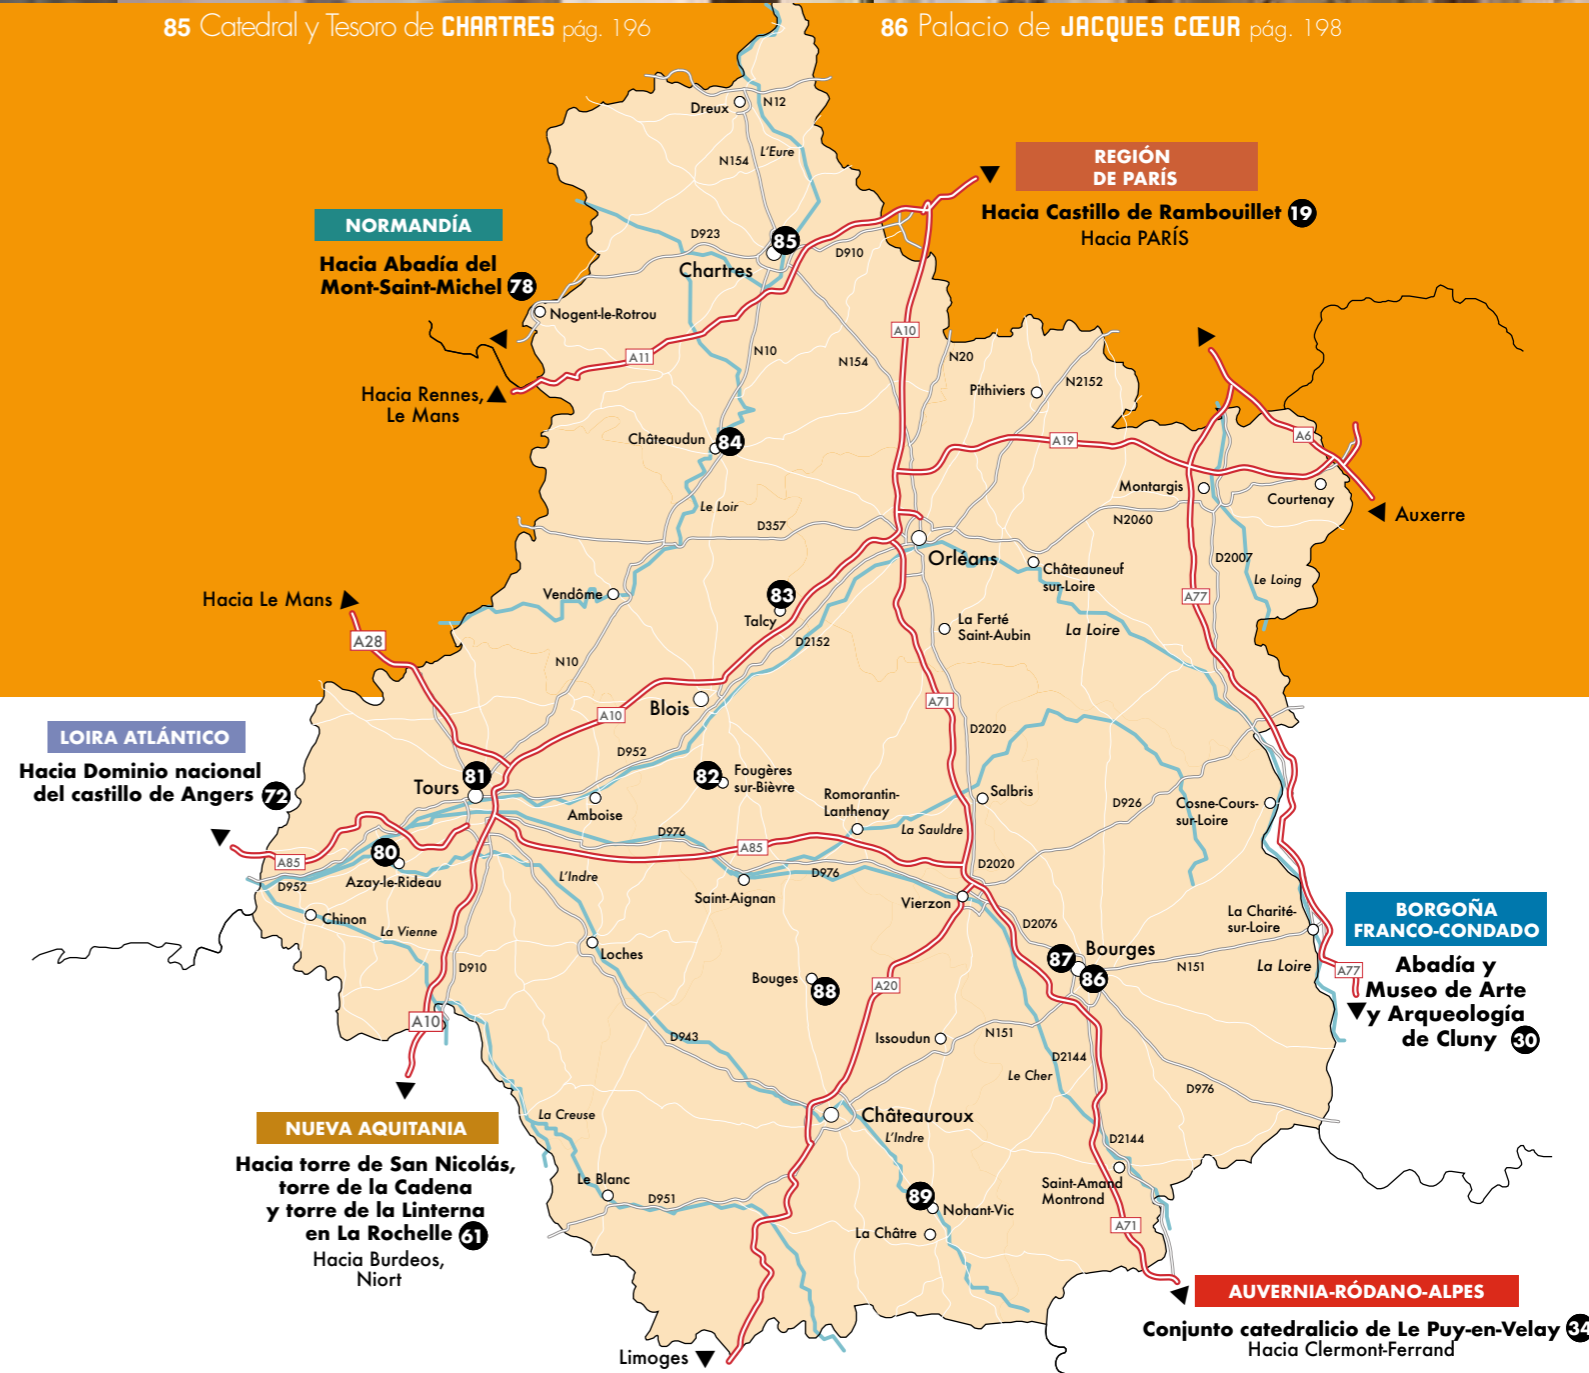 85 Catedral y Tesoro de CHARTRES pág. 196
86 Palacio de JACQUES CŒUR pág. 198
Dreux
N12
N154
L'Eure
REGIÓN
DE PARÍS
Hacia Castillo de Rambouillet 19
Hacia PARÍS
NORMANDÍA
Hacia Abadía del
Mont-Saint-Michel 78
D923
85
D910
Chartres
Nogent-le-Rotrou
A11
N10
N154
A10
N20
Pithiviers
N2152
Hacia Rennes,
Le Mans
Châteaudun
84
A19
A6
Montargis
Courtenay
Le Loir
D357
N2060
Auxerre
Orléans
D2007
Châteauneuf
sur-Loire
Le Loing
Vendôme
83
Talcy
A77
Hacia Le Mans
A28
La Ferté
Saint-Aubin
La Loire
D2152
N10
Blois
A10
A71
D2020
LOIRA ATLÁNTICO
Hacia Dominio nacional
del castillo de Angers 72
D952
Tours
81
82
Fougères
sur-Bièvre
Amboise
Romorantin-
Lanthenay
Salbris
D926
Cosne-Cours-
sur-Loire
La Sauldre
D976
A85
80
A85
D2020
D952
Azay-le-Rideau
L'Indre
Saint-Aignan
D976
Vierzon
Chinon
La Vienne
D2076
La Charité-
sur-Loire
BORGOÑA
FRANCO-CONDADO
Loches
87
Bourges
86
N151
La Loire
A77
Abadía y
Museo de Arte
y Arqueología
de Cluny 30
D910
Bouges
88
A20
A10
D943
Issoudun
N151
D2144
Le Cher
D976
NUEVA AQUITANIA
Hacia torre de San Nicolás,
torre de la Cadena
y torre de la Linterna
en La Rochelle 61
Hacia Burdeos,
Niort
La Creuse
Châteauroux
L'Indre
D2144
Le Blanc
D951
89
Nohant-Vic
Saint-Amand
Montrond
La Châtre
A71
AUVERNIA-RÓDANO-ALPES
Conjunto catedralicio de Le Puy-en-Velay 34
Hacia Clermont-Ferrand
Limoges